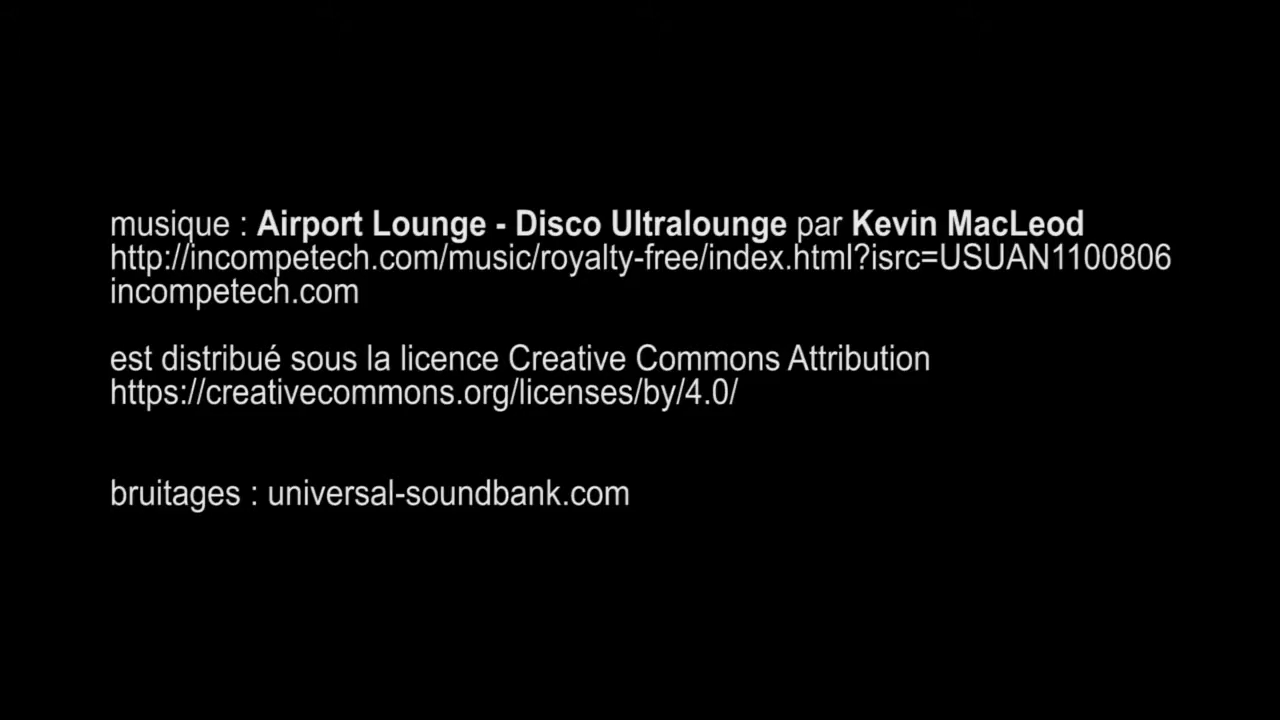 musique : Airport Lounge - Disco Ultralounge par Kevin MacLeod
http://incompetech.com/music/royalty-free/index.html?isrc=USUAN1100806
incompetech.com
est distribué sous la licence Creative Commons Attribution
https://creativecommons.org/licenses/by/4.0/
bruitages : universal-soundbank.com